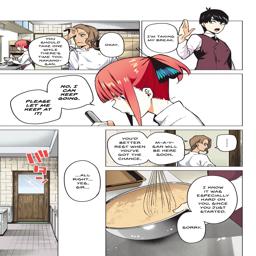 YOU
SHOULD
TAKE ONE
WHILE
THERE'S
TIME TOO,
NAKANO-
SAN.
OKAY.
I'M
TAKING
MY BREAK.
NO, I
CAN
KEEP
GOING.
PLEASE
LET ME
KEEP AT
IT!
YOU'D
BETTER
REST WHEN
YOU'VE
GOT THE
CHANCE.
M-A-Y-
SAN WILL
BE HERE
SOON.
...ALL
RIGHT...
YES,
SIR...
I KNOW
IT WAS
ESPECIALLY
HARD ON
YOU SINCE
YOU JUST
STARTED.
SORRY.